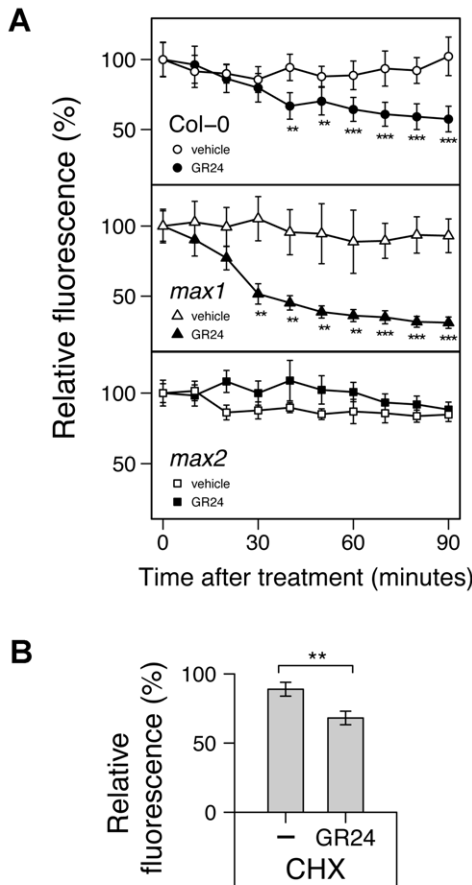 A
Relative fluorescence (%)
100
50
Col-0
vehicle
GR24
** ** *** *** *** ***
100
50
max1
vehicle
GR24
** ** ** ** *** *** ***
100
50
max2
vehicle
GR24
0 30 60 90
Time after treatment (minutes)
B
Relative
fluorescence (%)
100
50
0
**
– GR24
CHX